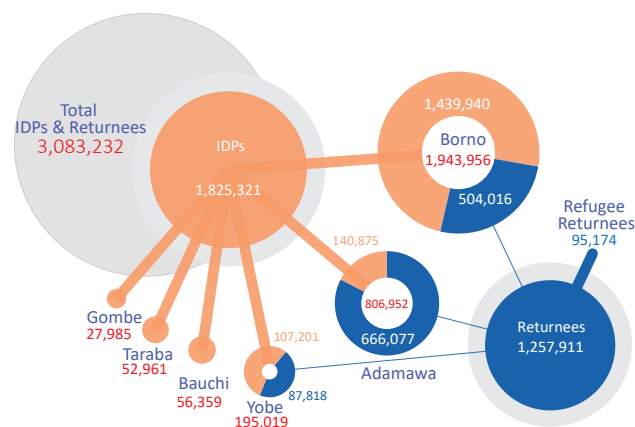 Total
IDPs & Returnees
3,083,232
IDPs
1,825,321
1,439,940
Borno
1,943,956
504,016
Refugee
Returnees
95,174
140,875
806,952
666,077
Adamawa
Returnees
1,257,911
Gombe
27,985
Taraba
52,961
Bauchi
56,359
107,201
87,818
Yobe
195.019